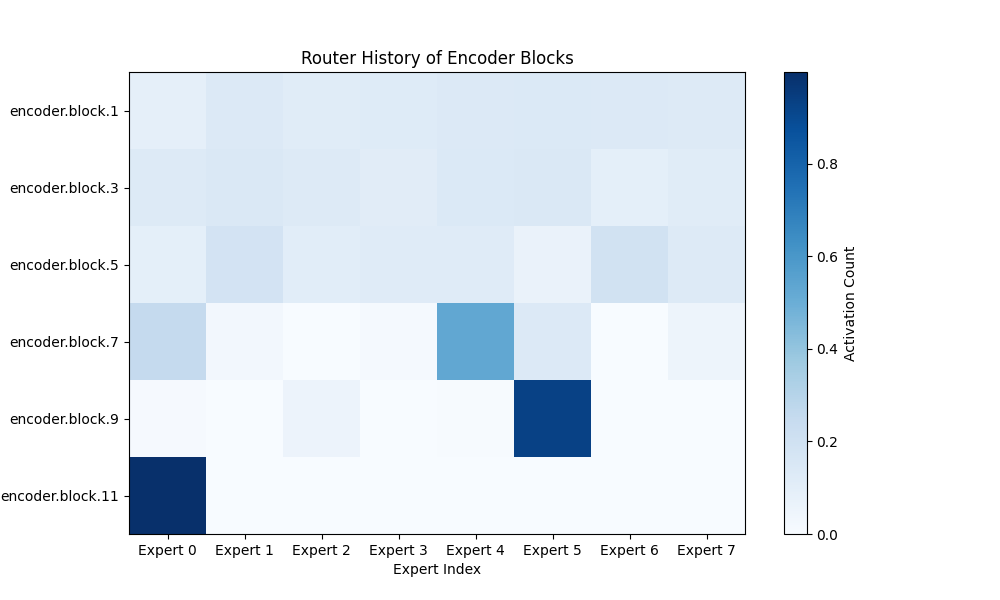 Router History of Encoder Blocks
encoder.block.1
encoder.block.3
encoder.block.5
encoder.block.7
encoder.block.9
encoder.block.11
Expert 0 Expert 1 Expert 2 Expert 3 Expert 4 Expert 5 Expert 6 Expert 7
Expert Index
0.8
0.6
0.4
0.2
0.0
Activation Count